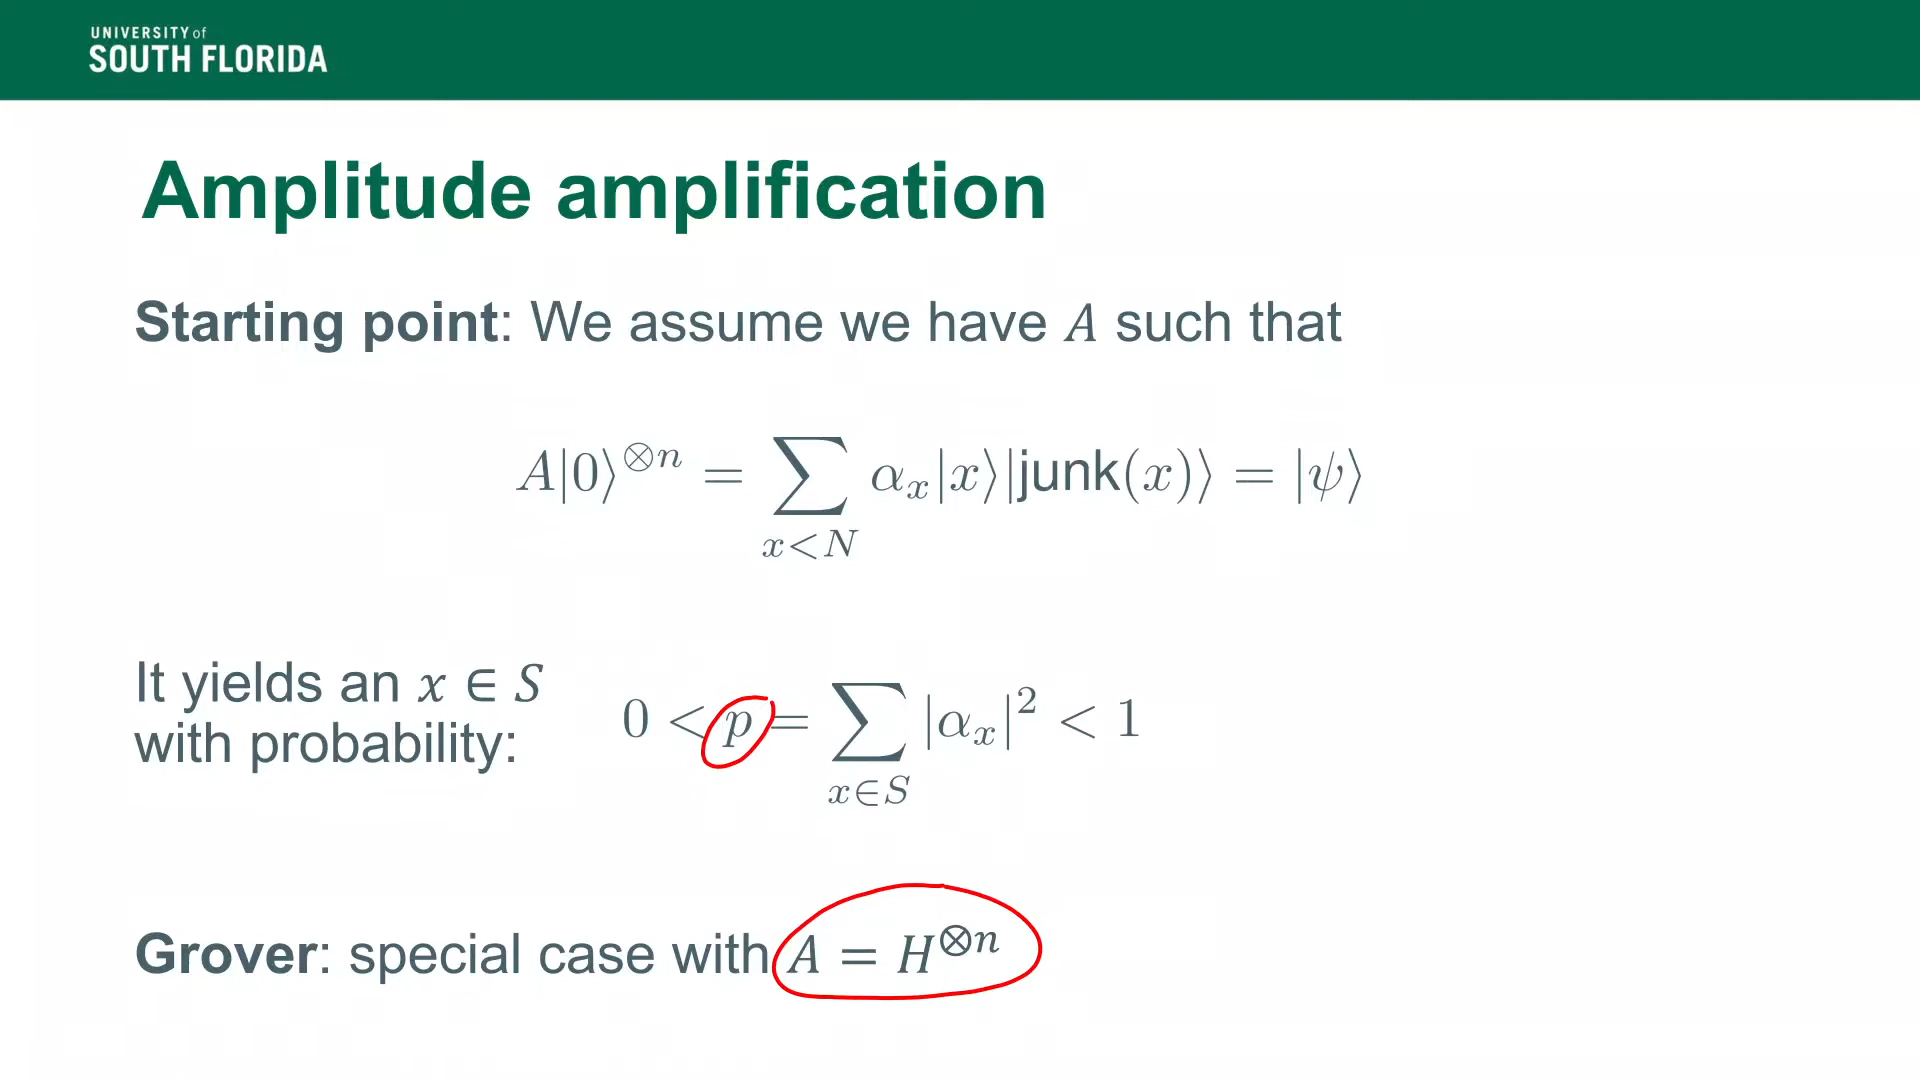 UNIVERSITY of
SOUTH FLORIDA
Amplitude amplification
Starting point: We assume we have A such that
A|0⟩^{⊗n} = ∑_{x<N} α_x|x⟩|junk(x)⟩ = |ψ⟩
It yields an x ∈ S
with probability:
0 < p = ∑_{x∈S} |α_x|² < 1
Grover: special case with A = H^{⊗n}